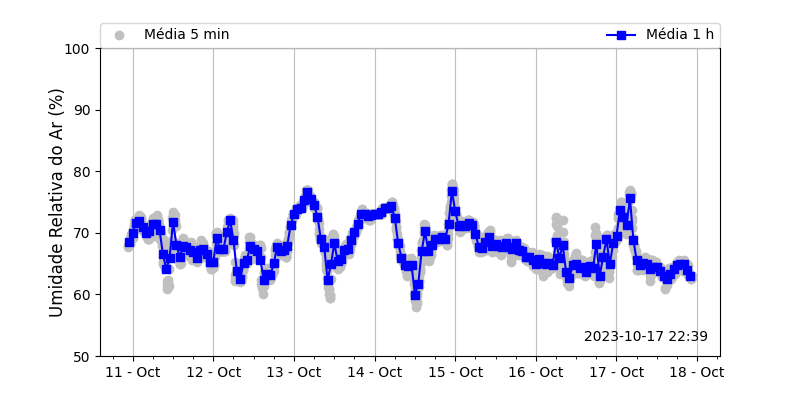 Média 5 min
Média 1 h
Umidade Relativa do Ar (%)
100
90
80
70
60
50
2023-10-17 22:39
11 - Oct
12 - Oct
13 - Oct
14 - Oct
15 - Oct
16 - Oct
17 - Oct
18 - Oct